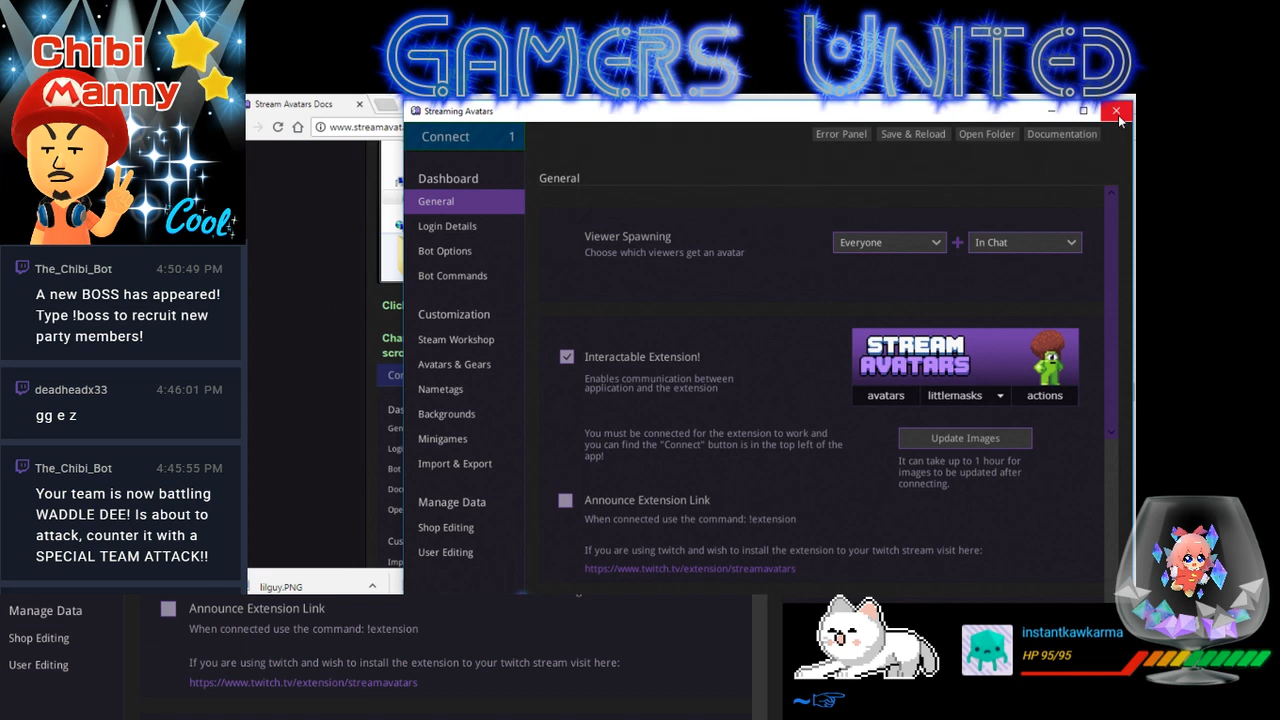 Chibi
Manny
Cool
GAMERS UNITED
The_Chibi_Bot 4:50:49 PM
A new BOSS has appeared!
Type !boss to recruit new
party members!
deadheadx33 4:46:01 PM
gg e z
The_Chibi_Bot 4:45:55 PM
Your team is now battling
WADDLE DEE! Is about to
attack, counter it with a
SPECIAL TEAM ATTACK!!
Stream Avatars Docs
www.streamavat
Clic
Cha
scro
Con
Das
Gen
Logi
Bot
Doc
Ope
Cus
Imp
lilguy.PNG
Streaming Avatars
Connect 1
Error Panel
Save & Reload
Open Folder
Documentation
Dashboard
General
Login Details
Bot Options
Bot Commands
Customization
Steam Workshop
Avatars & Gears
Nametags
Backgrounds
Minigames
Import & Export
Manage Data
Shop Editing
User Editing
General
Viewer Spawning
Choose which viewers get an avatar
Everyone + In Chat
Interactable Extension!
Enables communication between
application and the extension
STREAM
AVATARS
avatars littlemasks actions
You must be connected for the extension to work and
you can find the "Connect" button is in the top left of the
app!
Update Images
It can take up to 1 hour for
images to be updated after
connecting.
Announce Extension Link
When connected use the command: !extension
If you are using twitch and wish to install the extension to your twitch stream visit here:
https://www.twitch.tv/extension/streamavatars
Manage Data
Shop Editing
User Editing
Announce Extension Link
When connected use the command: !extension
If you are using twitch and wish to install the extension to your twitch stream visit here:
https://www.twitch.tv/extension/streamavatars
instantkawkarma
HP 95/95
~☞